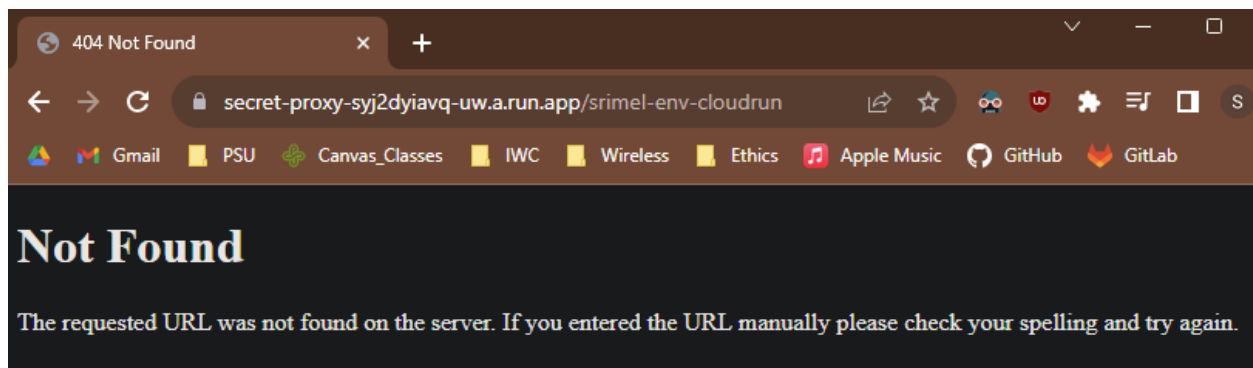 404 Not Found
secret-proxy-syj2dyiavq-uw.a.run.app/srimel-env-cloudrun
S
Gmail PSU Canvas_Classes IWC Wireless Ethics Apple Music GitHub GitLab
Not Found
The requested URL was not found on the server. If you entered the URL manually please check your spelling and try again.